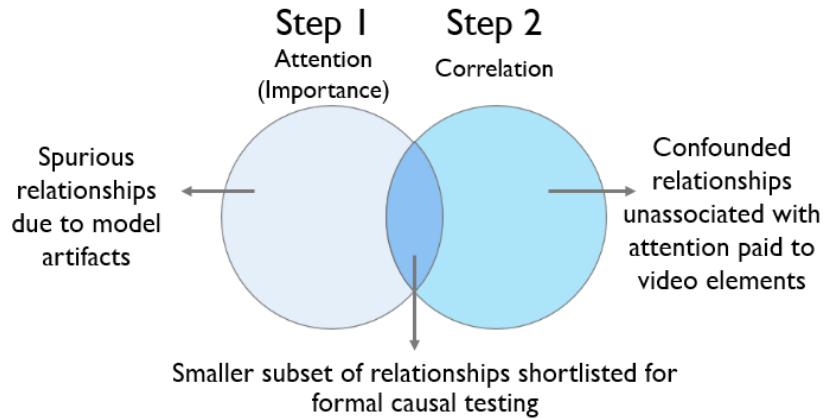 Step 1
Step 2
Attention
(Importance)
Correlation
Spurious
relationships
due to model
artifacts
Confounded
relationships
unassociated with
attention paid to
video elements
Smaller subset of relationships shortlisted for
formal causal testing